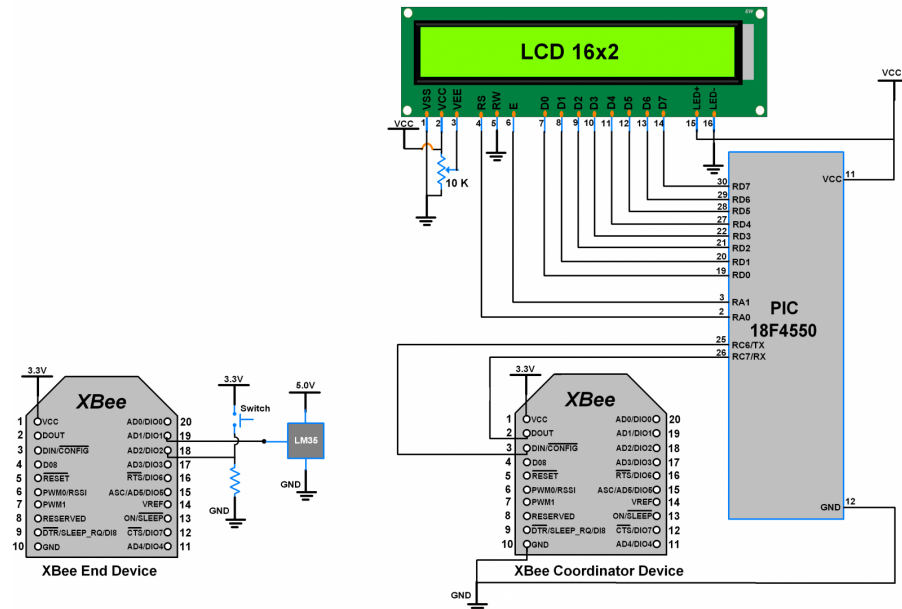 EW
LCD 16x2
VSS VCC VEE RS RW E D0 D1 D2 D3 D4 D5 D6 D7 LED+ LED-
1 2 3 4 5 6 7 8 9 10 11 12 13 14 15 16
VCC
VCC
10 K
30 RD7
29 RD6
28 RD5
27 RD4
22 RD3
21 RD2
20 RD1
19 RD0
3 RA1
2 RA0
25 RC6/TX
26 RC7/RX
VCC 11
GND 12
PIC
18F4550
3.3V
XBee
1 VCC AD0/DIO0 20
2 DOUT AD1/DIO1 19
3 DIN/CONFIG AD2/DIO2 18
4 D08 AD3/DIO3 17
5 RESET RTS/DIO6 16
6 PWM0/RSSI ASC/AD5/DIO5 15
7 PWM1 VREF 14
8 RESERVED ON/SLEEP 13
9 DTR/SLEEP_RQ/DI8 CTS/DIO7 12
10 GND AD4/DIO4 11
XBee End Device
3.3V
Switch
GND
5.0V
LM35
GND
3.3V
XBee
1 VCC AD0/DIO0 20
2 DOUT AD1/DIO1 19
3 DIN/CONFIG AD2/DIO2 18
4 D08 AD3/DIO3 17
5 RESET RTS/DIO6 16
6 PWM0/RSSI ASC/AD5/DIO5 15
7 PWM1 VREF 14
8 RESERVED ON/SLEEP 13
9 DTR/SLEEP_RQ/DI8 CTS/DIO7 12
10 GND AD4/DIO4 11
XBee Coordinator Device
GND